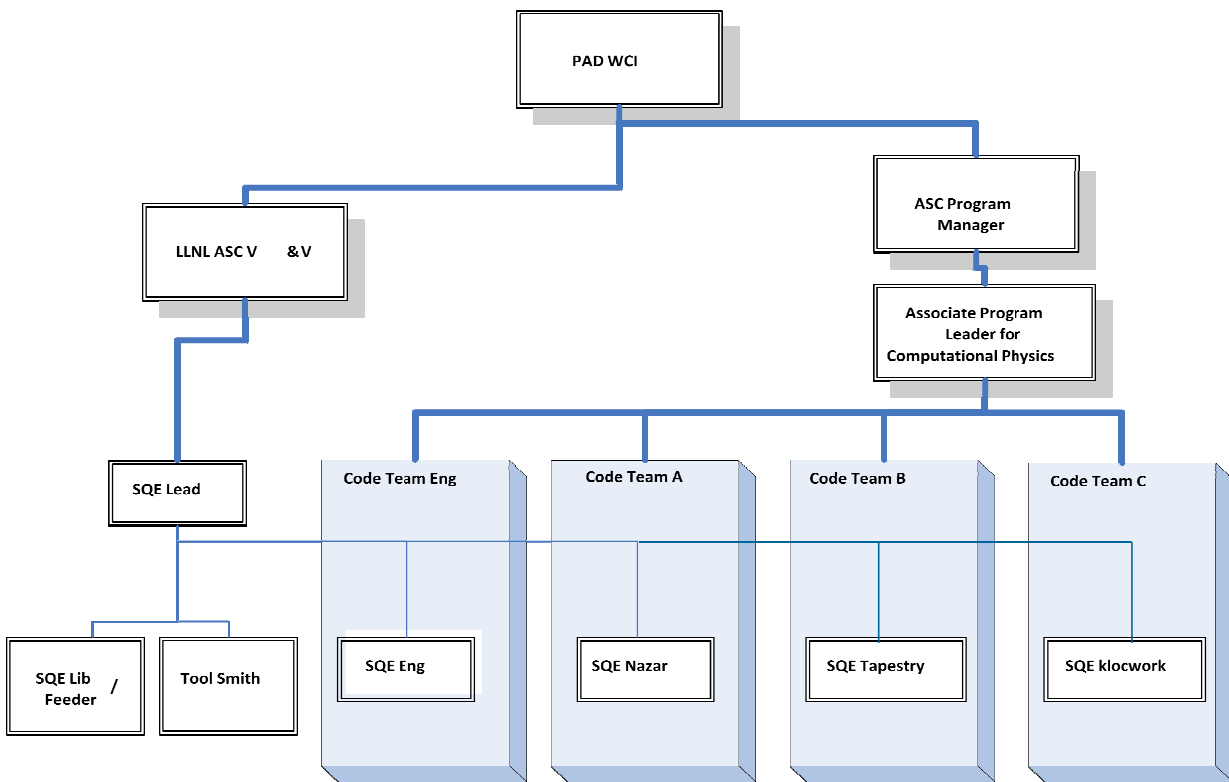 PAD WCI
ASC Program
Manager
LLNL ASC V &V
Associate Program
Leader for
Computational Physics
Code Team Eng
Code Team A
Code Team B
Code Team C
SQE Lead
SQE Eng
SQE Nazar
SQE Tapestry
SQE klocwork
SQE Lib /
Feeder
Tool Smith